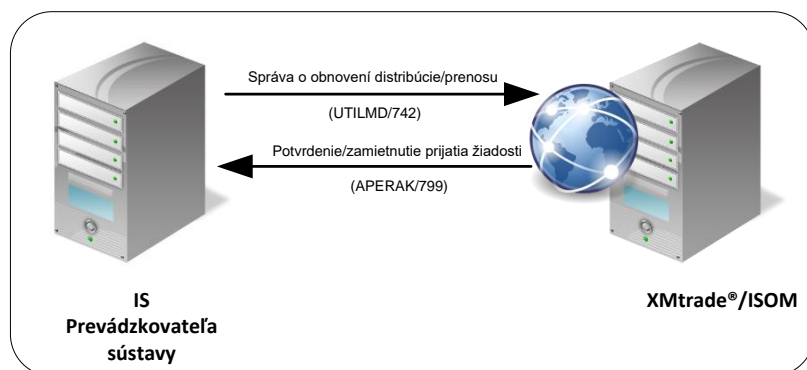 Správa o obnovení distribúcie/prenosu
(UTILMD/742)
Potvrdenie/zamietnutie prijatia žiadosti
(APERAK/799)
IS
Prevádzkovateľa
sústavy
XMtrade®/ISOM